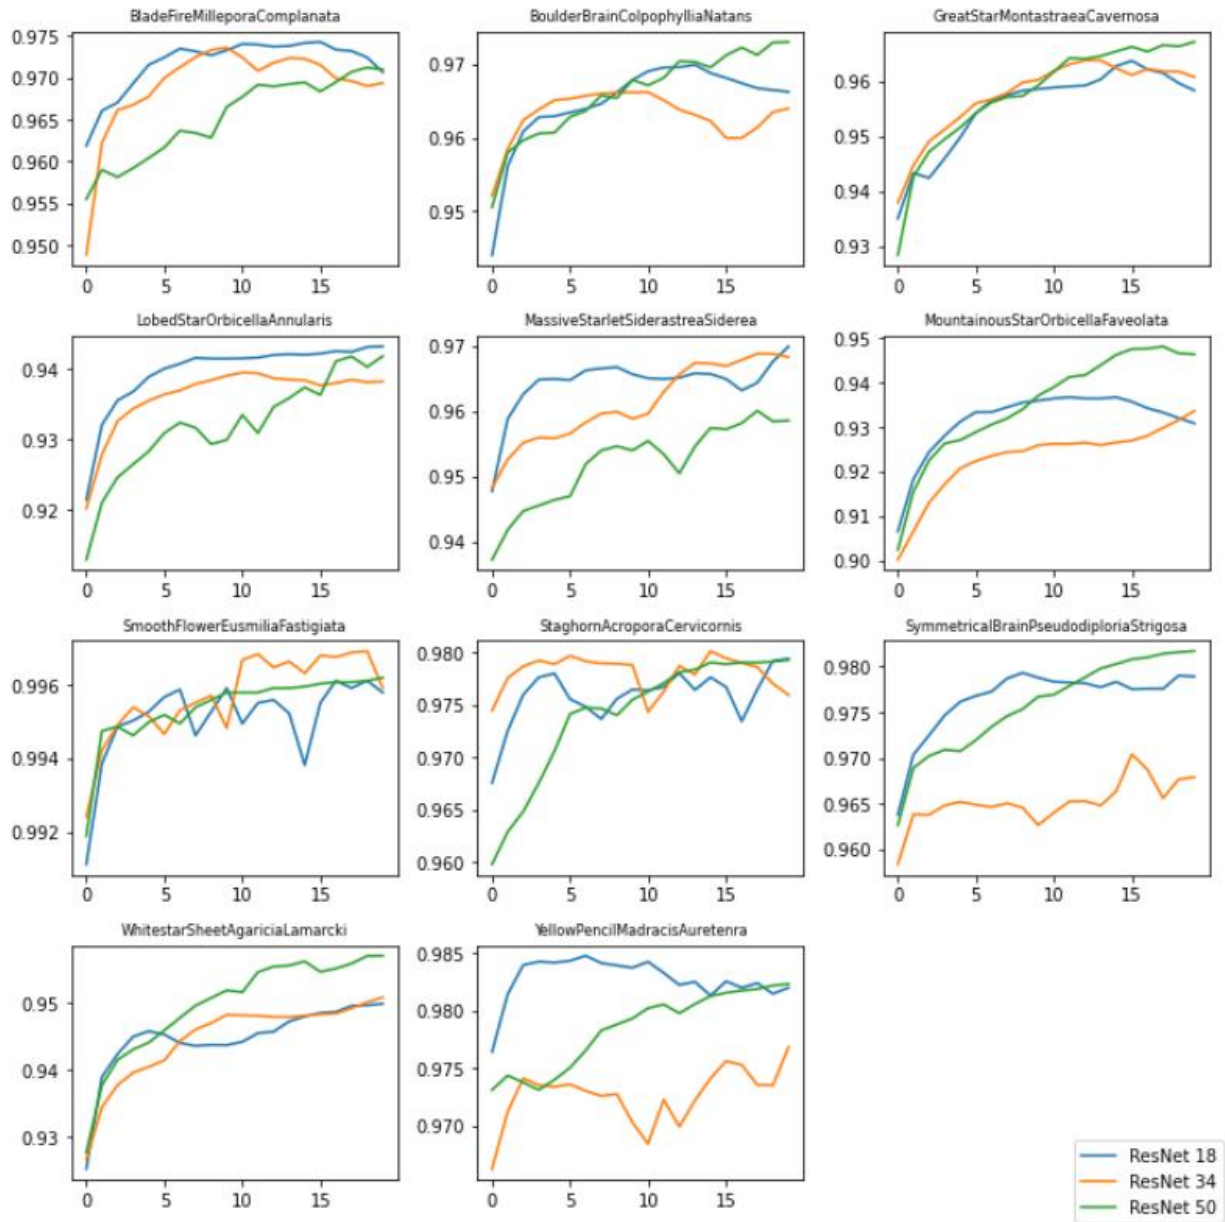 BladeFireMilleporaComplanata
0.975
0.970
0.965
0.960
0.955
0.950
0 5 10 15
BoulderBrainColpophylliaNatans
0.97
0.96
0.95
0 5 10 15
GreatStarMontastraeaCavernosa
0.96
0.95
0.94
0.93
0 5 10 15
LobedStarOrbicellaAnnularis
0.94
0.93
0.92
0 5 10 15
MassiveStarletSiderastreaSiderea
0.97
0.96
0.95
0.94
0 5 10 15
MountainousStarOrbicellaFaveolata
0.95
0.94
0.93
0.92
0.91
0.90
0 5 10 15
SmoothFlowerEusmiliaFastigiata
0.996
0.994
0.992
0 5 10 15
StaghornAcroporaCervicornis
0.980
0.975
0.970
0.965
0.960
0 5 10 15
SymmetricalBrainPseudodiploriaStrigosa
0.980
0.975
0.970
0.965
0.960
0 5 10 15
WhitestarSheetAgariciaLamarcki
0.95
0.94
0.93
0 5 10 15
YellowPencilMadracisAuretenra
0.985
0.980
0.975
0.970
0 5 10 15
ResNet 18
ResNet 34
ResNet 50